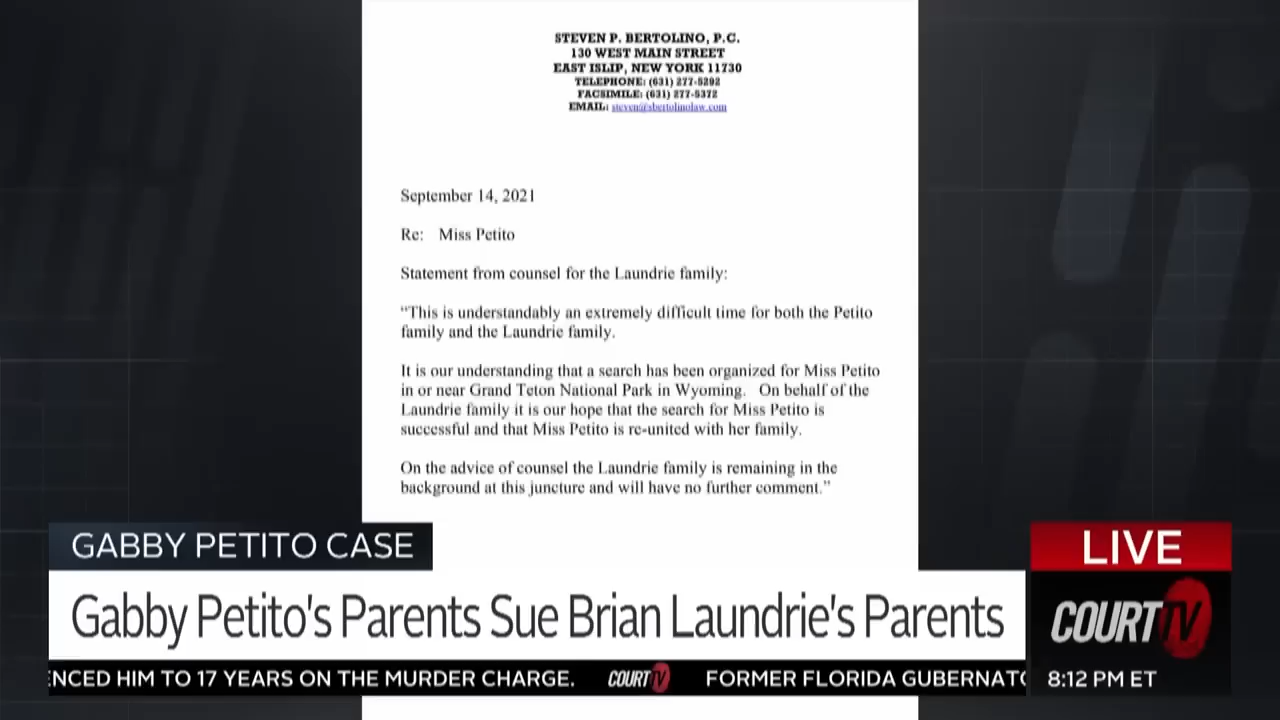 STEVEN P. BERTOLINO, P.C.
130 WEST MAIN STREET
EAST ISLIP, NEW YORK 11730
TELEPHONE: (631) 277-5292
FACSIMILE: (631) 277-5372
EMAIL: steven@sbertolinolaw.com
September 14, 2021
Re: Miss Petito
Statement from counsel for the Laundrie family:
“This is understandably an extremely difficult time for both the Petito
family and the Laundrie family.
It is our understanding that a search has been organized for Miss Petito
in or near Grand Teton National Park in Wyoming. On behalf of the
Laundrie family it is our hope that the search for Miss Petito is
successful and that Miss Petito is re-united with her family.
On the advice of counsel the Laundrie family is remaining in the
background at this juncture and will have no further comment.”
GABBY PETITO CASE
Gabby Petito's Parents Sue Brian Laundrie's Parents
LIVE
COURT TV
ENCED HIM TO 17 YEARS ON THE MURDER CHARGE. COURT TV FORMER FLORIDA GUBERNATO
8:12 PM ET